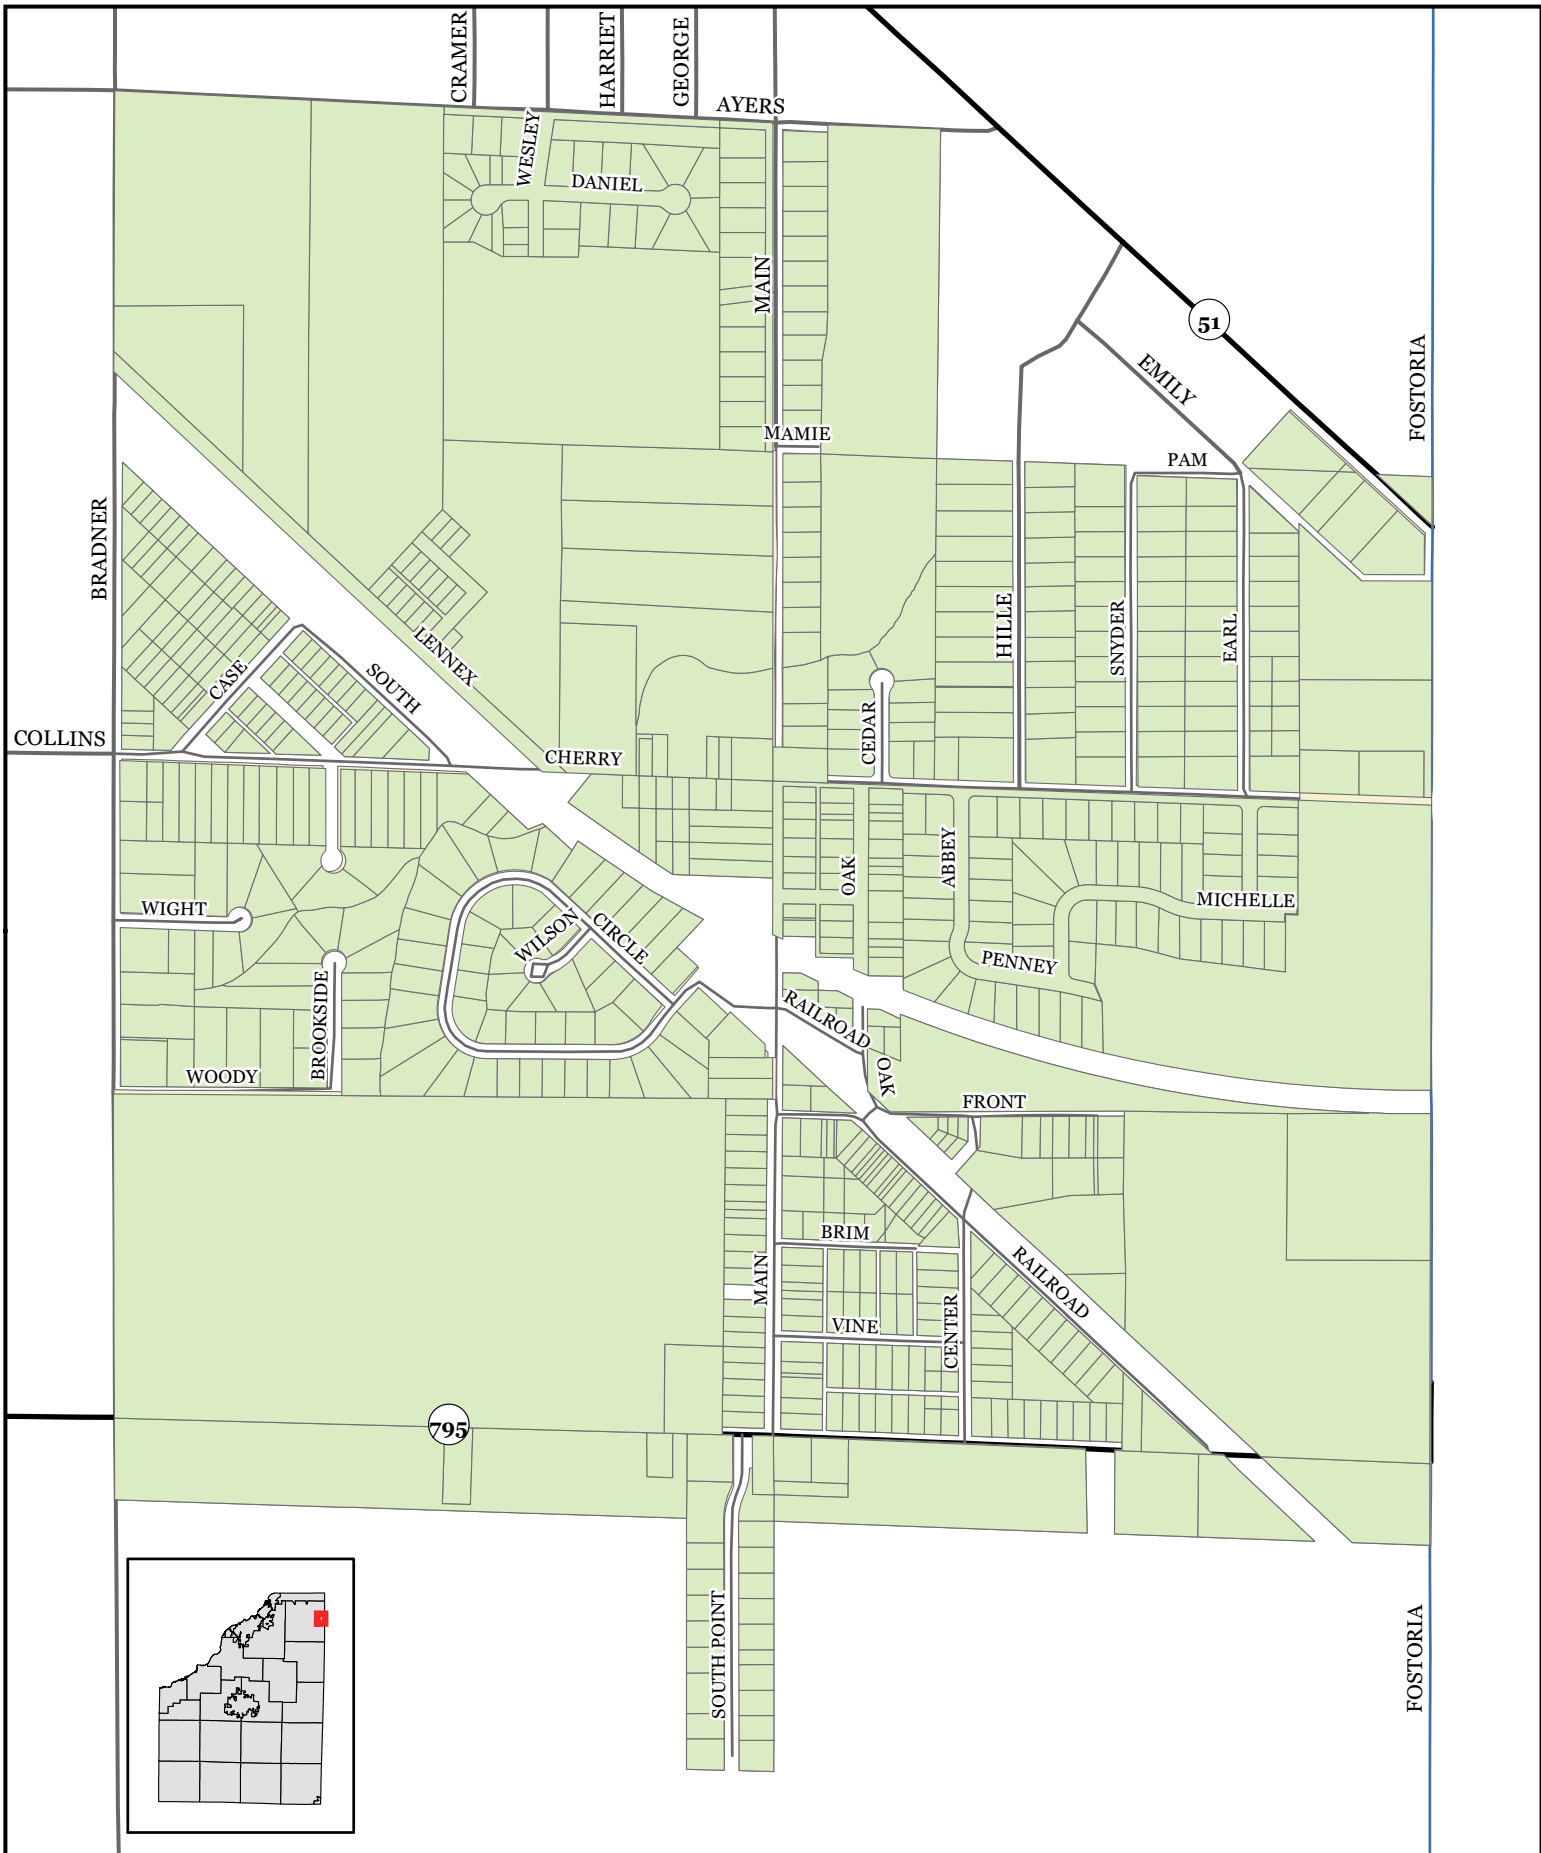 CRAMER
HARRIET
GEORGE
AYERS
WESLEY
DANIEL
MAIN
51
EMILY
FOSTORIA
MAMIE
PAM
BRADNER
HILLE
SNYDER
EARL
LENNEX
CASE
SOUTH
COLLINS
CHERRY
CEDAR
OAK
ABBEY
MICHELLE
WIGHT
WILSON
CIRCLE
PENNEY
BROOKSIDE
RAILROAD
OAK
WOODY
FRONT
BRIM
MAIN
RAILROAD
CENTER
VINE
795
SOUTH POINT
FOSTORIA